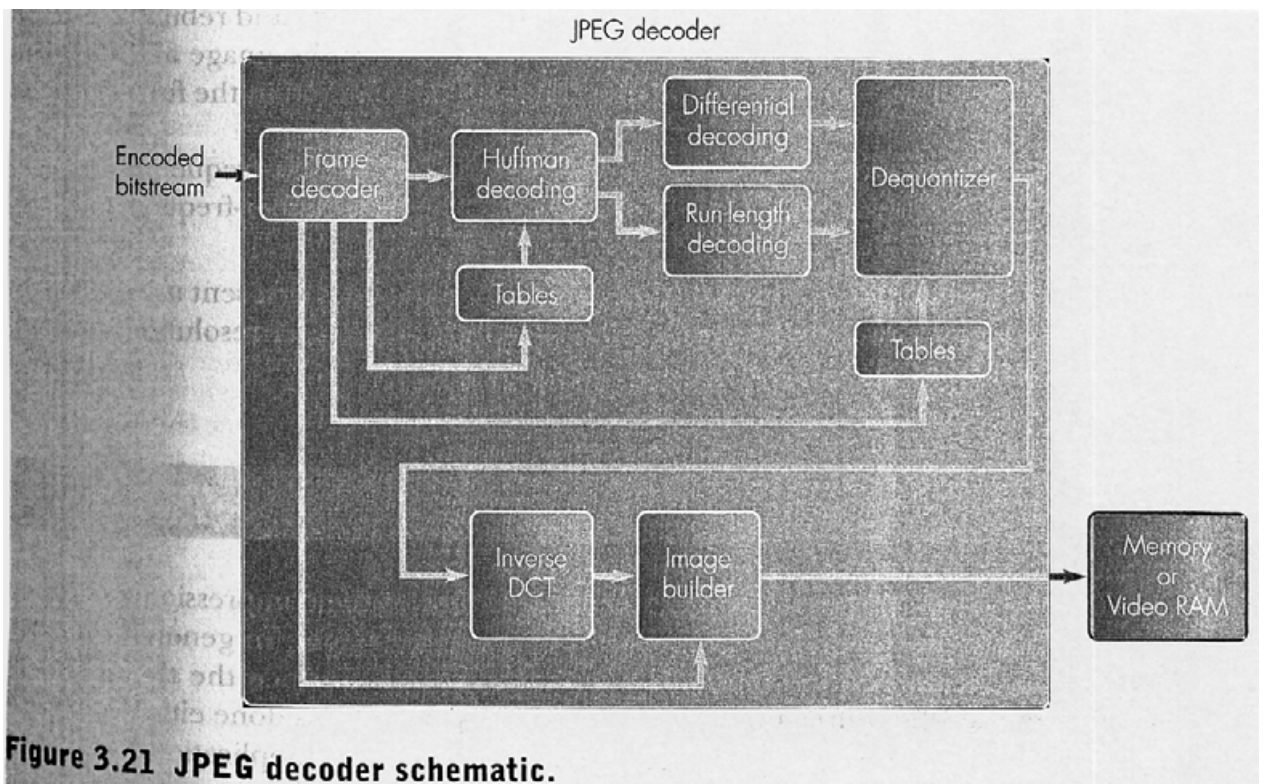 JPEG decoder
Encoded
bitstream
Frame
decoder
Huffman
decoding
Differential
decoding
Run length
decoding
Dequantizer
Tables
Tables
Inverse
DCT
Image
builder
Memory
or
Video RAM
Figure 3.21 JPEG decoder schematic.